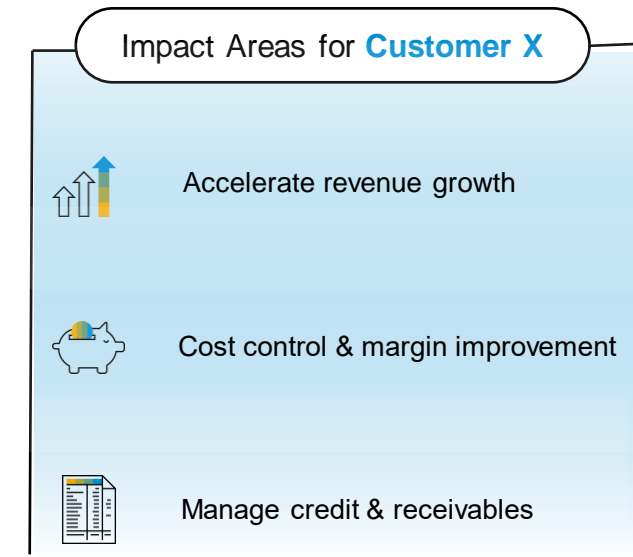 Impact Areas for Customer X
Accelerate revenue growth
Cost control & margin improvement
Manage credit & receivables